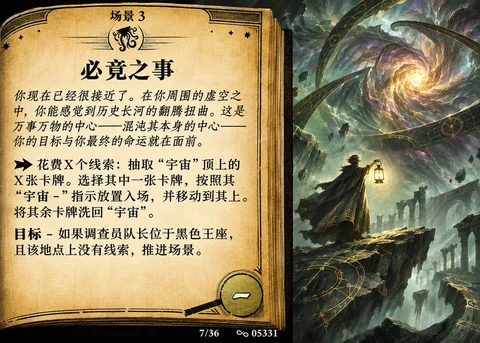 场景 3
必竟之事
你现在已经很接近了。在你周围的虚空之
中，你能感觉到历史长河的翻腾扭曲。这是
万事万物的中心——混沌其本身的中心——
你的目标与你最终的命运就在面前。
花费X个线索：抽取“宇宙”顶上的
X张卡牌。选择其中一张卡牌，按照其
“宇宙 –”指示放置入场，并移动到其上。
将其余卡牌洗回“宇宙”。
目标 – 如果调查员队长位于黑色王座，
且该地点上没有线索，推进场景。
–
7/36 05331